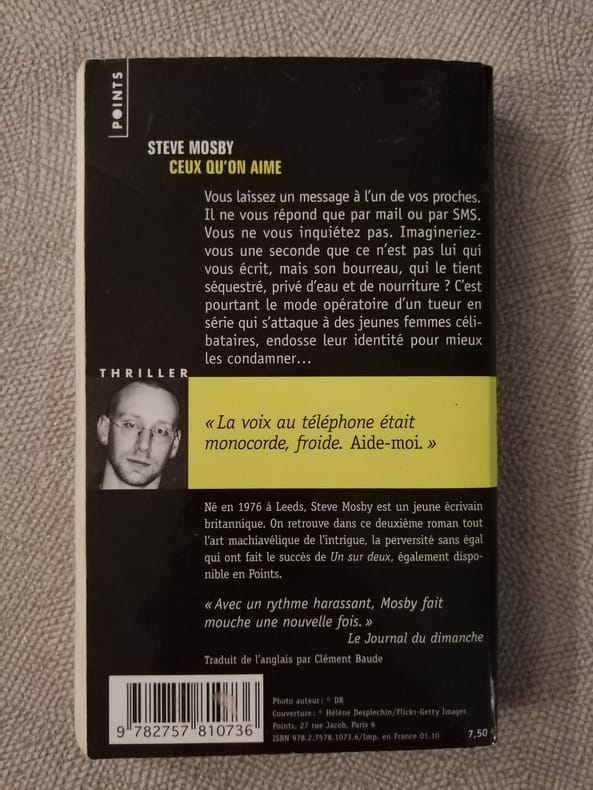 POINTS
STEVE MOSBY
CEUX QU'ON AIME
Vous laissez un message à l'un de vos proches.
Il ne vous répond que par mail ou par SMS.
Vous ne vous inquiétez pas. Imagineriez-
vous une seconde que ce n'est pas lui qui
vous écrit, mais son bourreau, qui le tient
séquestré, privé d'eau et de nourriture ? C'est
pourtant le mode opératoire d'un tueur en
série qui s'attaque à des jeunes femmes céli-
bataires, endosse leur identité pour mieux
les condamner...
THRILLER
« La voix au téléphone était
monocorde, froide. Aide-moi. »
Né en 1976 à Leeds, Steve Mosby est un jeune écrivain
britannique. On retrouve dans ce deuxième roman tout
l'art machiavélique de l'intrigue, la perversité sans égal
qui ont fait le succès de Un sur deux, également dispo-
nible en Points.
« Avec un rythme harassant, Mosby fait
mouche une nouvelle fois. »
Le Journal du dimanche
Traduit de l'anglais par Clément Baude
9 782757 810736
Photo auteur : © DR
Couverture : © Hélène Desplechin/Flickr-Getty Images
Points, 27 rue Jacob, Paris 6
ISBN 978.2.7578.1073.6/Imp. en France 01.10
7,50